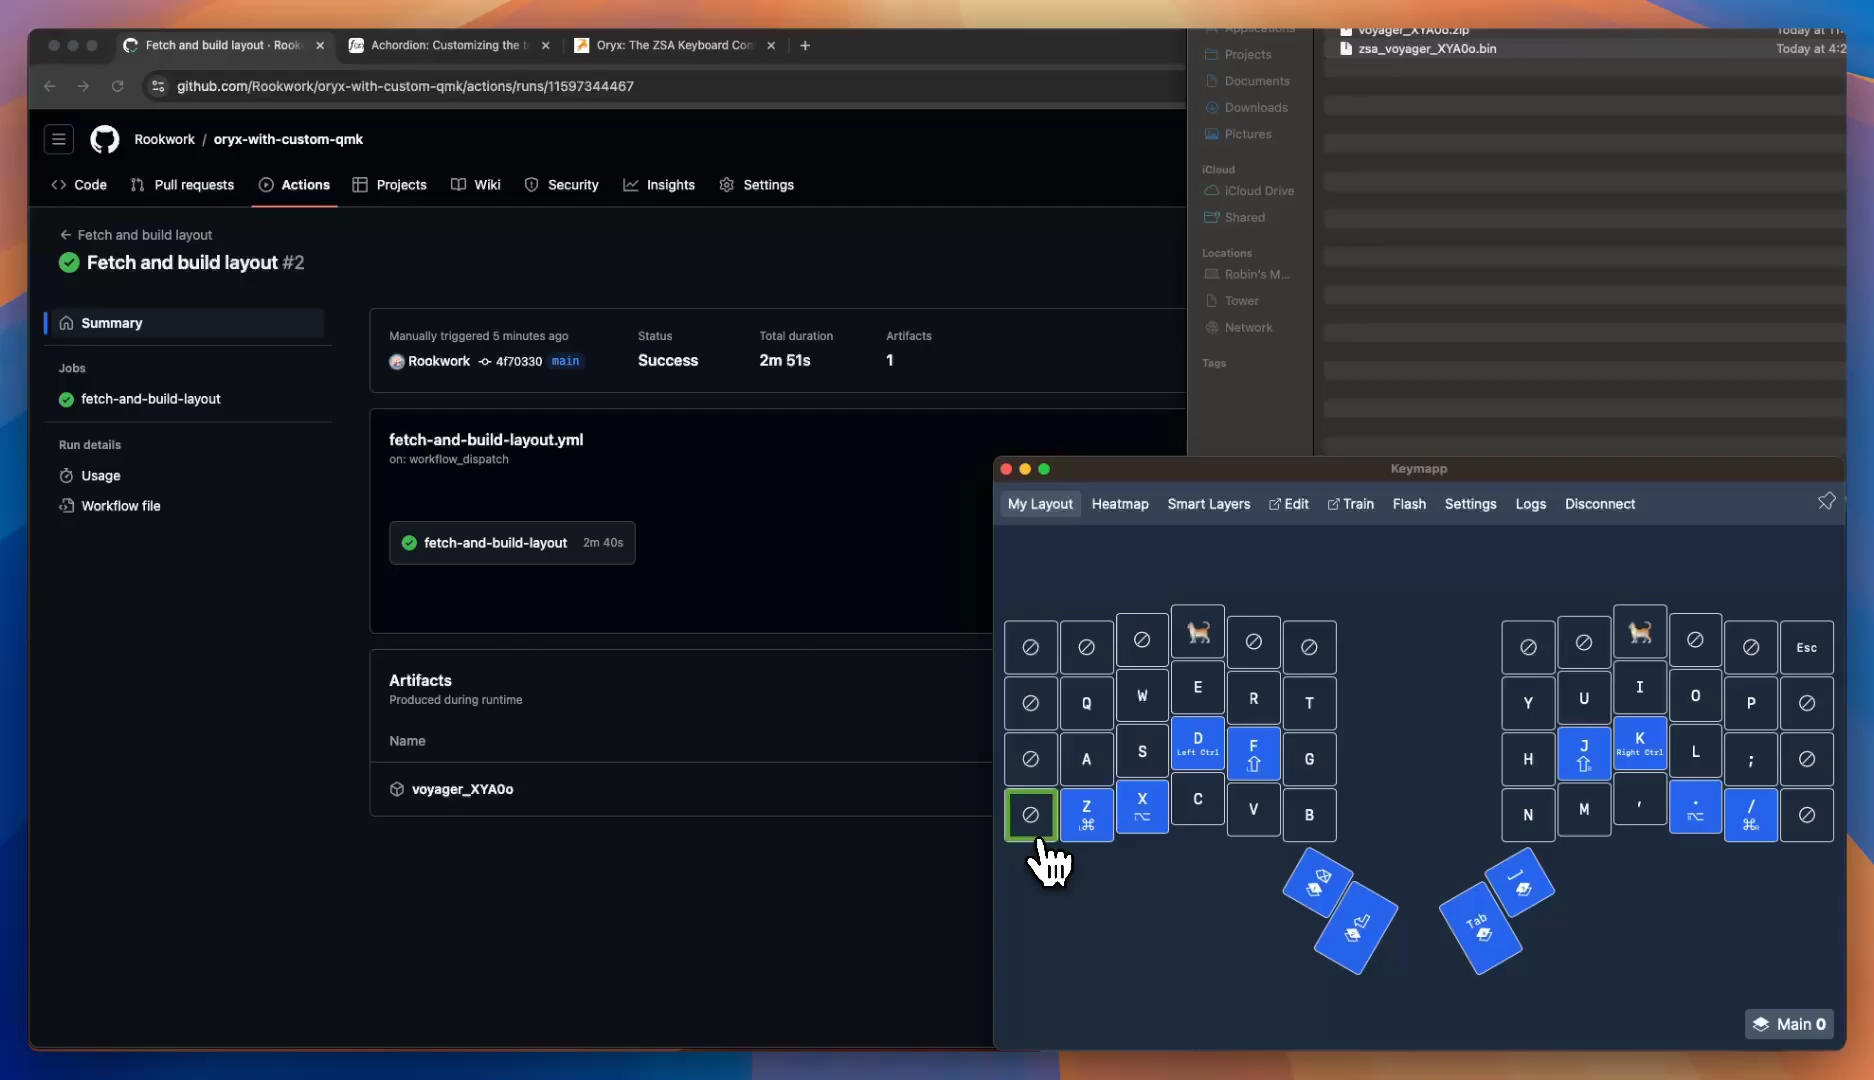 Fetch and build layout · Rook
Achordion: Customizing the t
Oryx: The ZSA Keyboard Con
github.com/Rookwork/oryx-with-custom-qmk/actions/runs/11597344467
Rookwork / oryx-with-custom-qmk
Code
Pull requests
Actions
Projects
Wiki
Security
Insights
Settings
Fetch and build layout
Fetch and build layout #2
Summary
Jobs
fetch-and-build-layout
Run details
Usage
Workflow file
Manually triggered 5 minutes ago
Rookwork 4f70330 main
Status
Success
Total duration
2m 51s
Artifacts
1
fetch-and-build-layout.yml
on: workflow_dispatch
fetch-and-build-layout 2m 40s
Artifacts
Produced during runtime
Name
voyager_XYA0o
Applications
Projects
Documents
Downloads
Pictures
iCloud
iCloud Drive
Shared
Locations
Robin's M...
Tower
Network
Tags
voyager_XYA0o.zip Today at 11:
zsa_voyager_XYA0o.bin Today at 4:2
Keymapp
My Layout
Heatmap
Smart Layers
Edit
Train
Flash
Settings
Logs
Disconnect
Esc
Q W E R T Y U I O P
A S D F G H J K L ;
Left Ctrl
Right Ctrl
Z X C V B N M , . /
Tab
Main 0